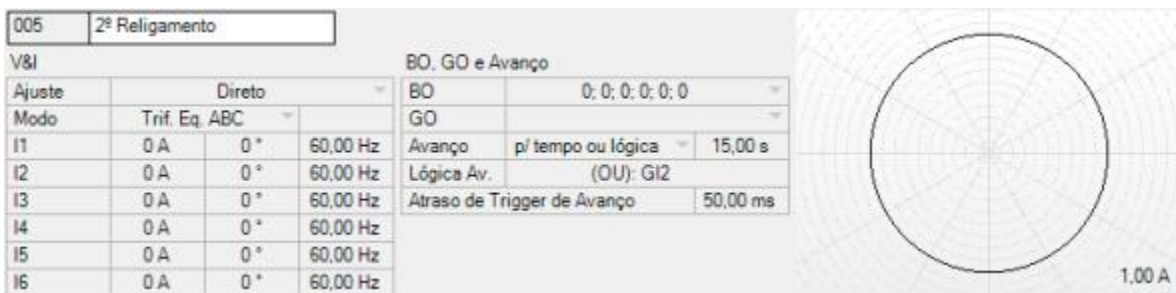 005 2ª Religamento
V&I
Ajuste Direto
Modo Trif. Eq. ABC
I1 0 A 0 ° 60,00 Hz
I2 0 A 0 ° 60,00 Hz
I3 0 A 0 ° 60,00 Hz
I4 0 A 0 ° 60,00 Hz
I5 0 A 0 ° 60,00 Hz
I6 0 A 0 ° 60,00 Hz
BO, GO e Avanço
BO 0; 0; 0; 0; 0; 0
GO
Avanço p/ tempo ou lógica 15,00 s
Lógica Av. (OU): GI2
Atraso de Trigger de Avanço 50,00 ms
1,00 A